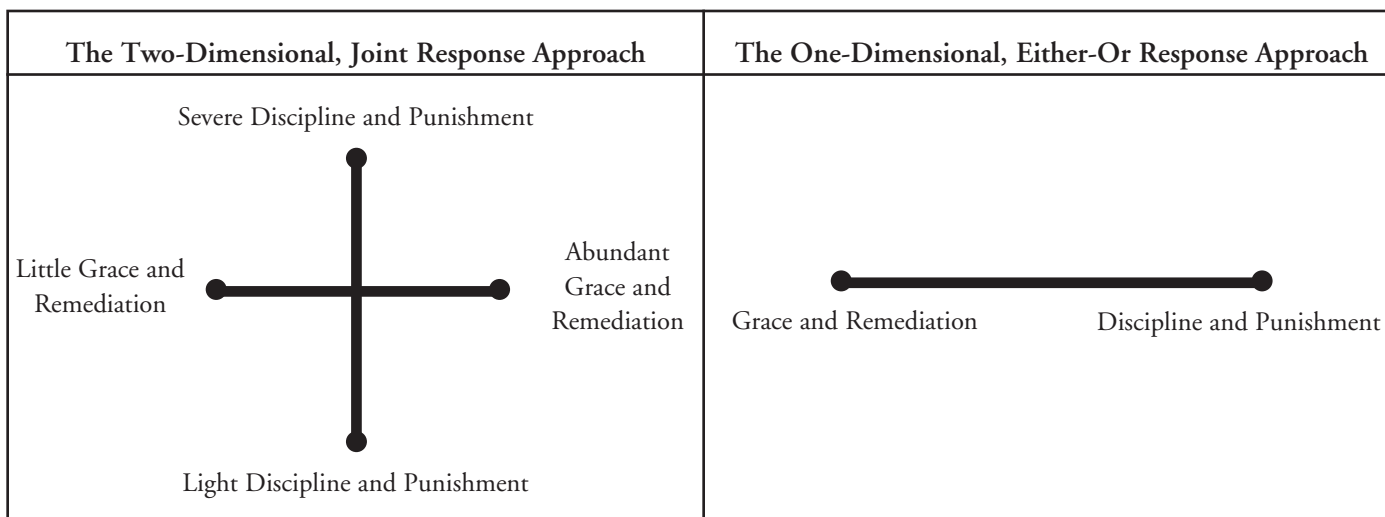 The Two-Dimensional, Joint Response Approach
The One-Dimensional, Either-Or Response Approach
Severe Discipline and Punishment
Little Grace and
Remediation
Abundant
Grace and
Remediation
Light Discipline and Punishment
Grace and Remediation
Discipline and Punishment